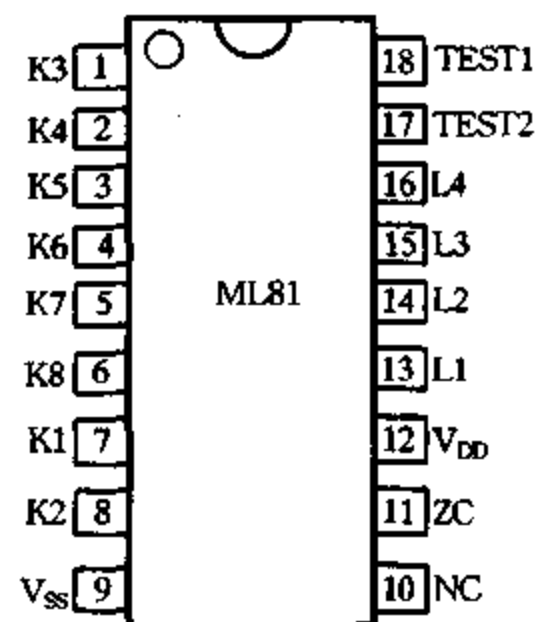 K3 1 18 TEST1
K4 2 17 TEST2
K5 3 16 L4
K6 4 15 L3
ML81
K7 5 14 L2
K8 6 13 L1
K1 7 12 VDD
K2 8 11 ZC
VSS 9 10 NC